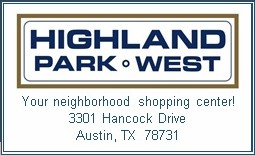 HIGHLAND
PARK • WEST
Your neighborhood shopping center!
3301 Hancock Drive
Austin, TX 78731